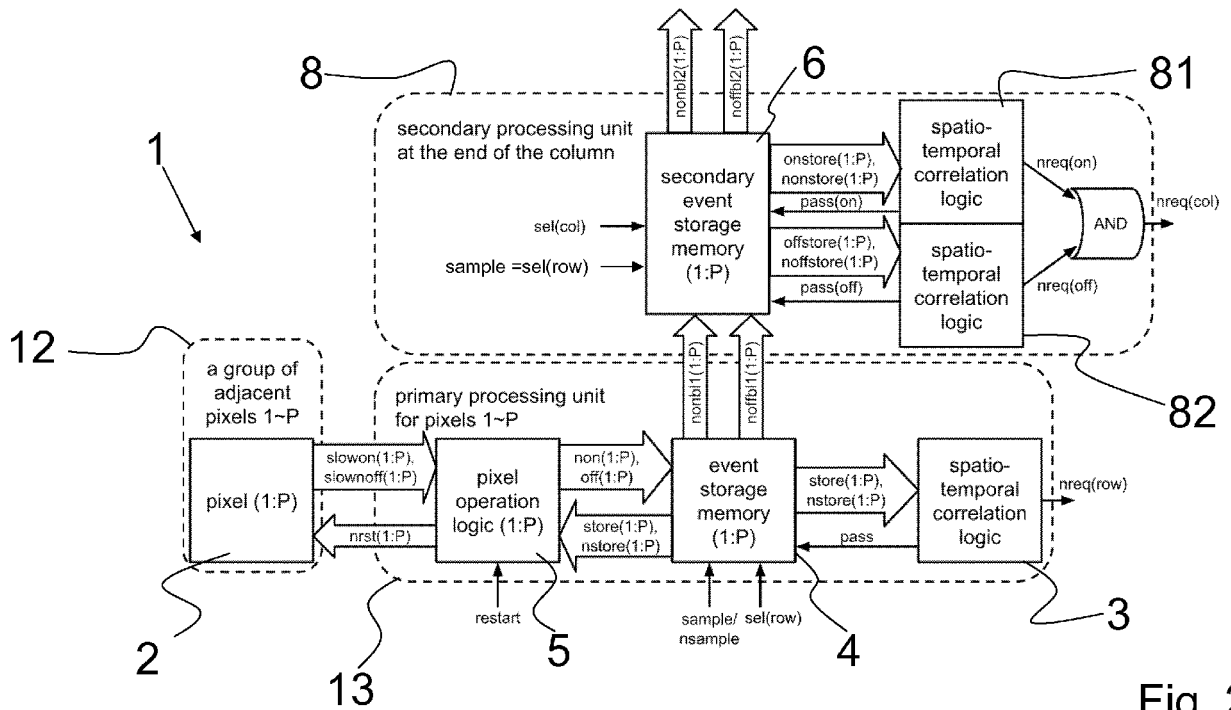 nonbl2(1:P)
noffbl2(1:P)
8
6
81
1
secondary processing unit
at the end of the column
secondary
event
storage
memory
(1:P)
onstore(1:P),
nonstore(1:P)
pass(on)
offstore(1:P),
noffstore(1:P)
pass(off)
spatio-
temporal
correlation
logic
spatio-
temporal
correlation
logic
nreq(on)
nreq(off)
AND
nreq(col)
sel(col)
sample =sel(row)
12
82
a group of
adjacent
pixels 1~P
primary processing unit
for pixels 1~P
nonbl1(1:P)
noffbl1(1:P)
pixel (1:P)
slowon(1:P),
slownoff(1:P)
nrst(1:P)
pixel
operation
logic (1:P)
non(1:P),
off(1:P)
store(1:P),
nstore(1:P)
event
storage
memory
(1:P)
store(1:P),
nstore(1:P)
pass
spatio-
temporal
correlation
logic
nreq(row)
restart
sample/
nsample
sel(row)
2
13
5
4
3
Fig.